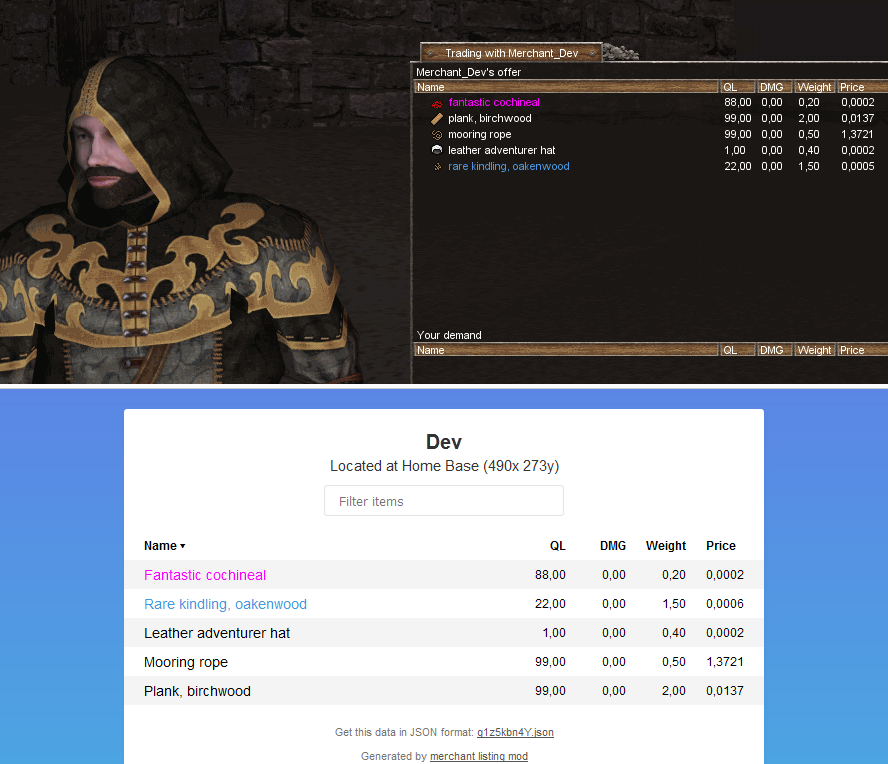 Trading with Merchant_Dev
Merchant_Dev's offer
Name QL DMG Weight Price
fantastic cochineal 88,00 0,00 0,20 0,0002
plank, birchwood 99,00 0,00 2,00 0,0137
mooring rope 99,00 0,00 0,50 1,3721
leather adventurer hat 1,00 0,00 0,40 0,0002
rare kindling, oakenwood 22,00 0,00 1,50 0,0005
Your demand
Name QL DMG Weight Price
Dev
Located at Home Base (490x 273y)
Filter items
Name QL DMG Weight Price
Fantastic cochineal 88,00 0,00 0,20 0,0002
Rare kindling, oakenwood 22,00 0,00 1,50 0,0006
Leather adventurer hat 1,00 0,00 0,40 0,0002
Mooring rope 99,00 0,00 0,50 1,3721
Plank, birchwood 99,00 0,00 2,00 0,0137
Get this data in JSON format: q1z5kbn4Y.json
Generated by merchant listing mod